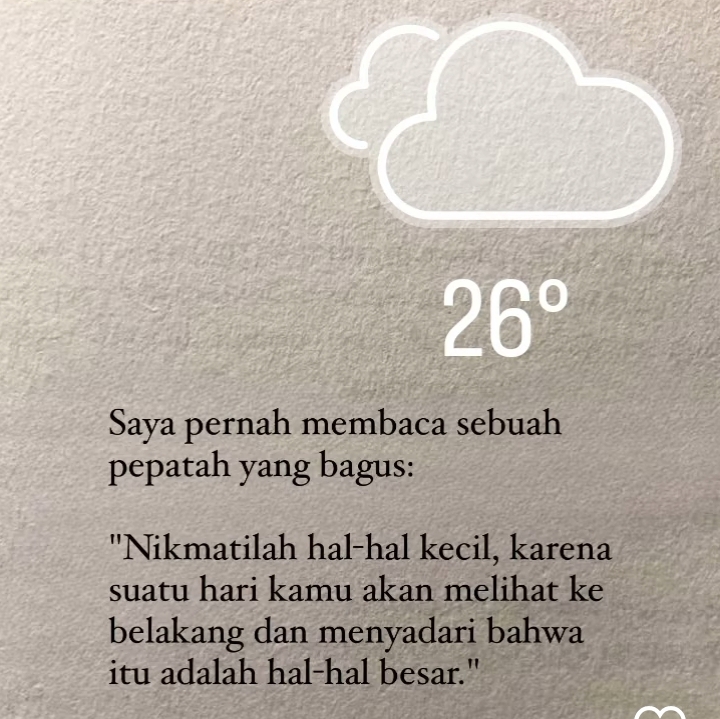 26°
Saya pernah membaca sebuah
pepatah yang bagus:
"Nikmatilah hal-hal kecil, karena
suatu hari kamu akan melihat ke
belakang dan menyadari bahwa
itu adalah hal-hal besar."